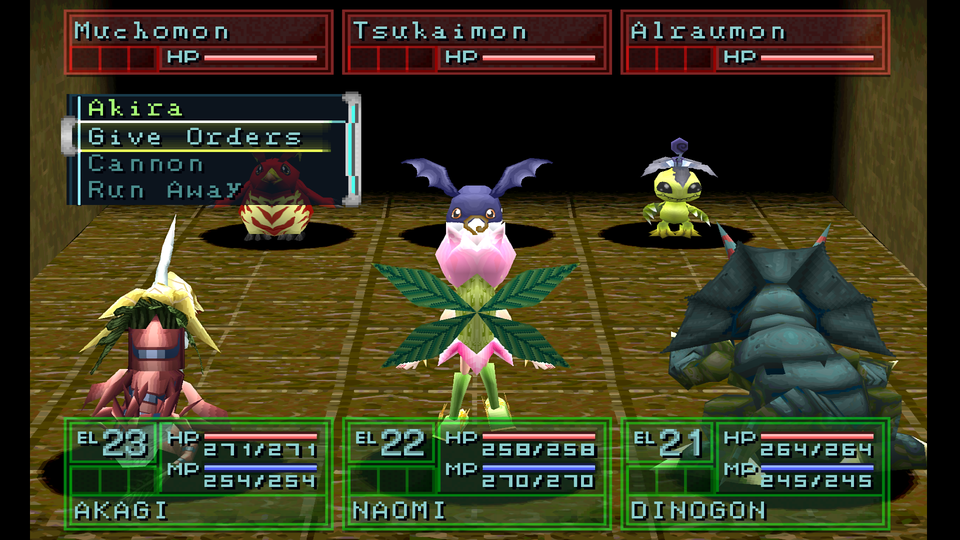 Muchomon
HP
Tsukaimon
HP
Alraumon
HP
Akira
Give Orders
Cannon
Run Away
EL 23
HP 271/271
MP 254/254
AKAGI
EL 22
HP 258/258
MP 270/270
NAOMI
EL 21
HP 264/264
MP 245/245
DINOGON